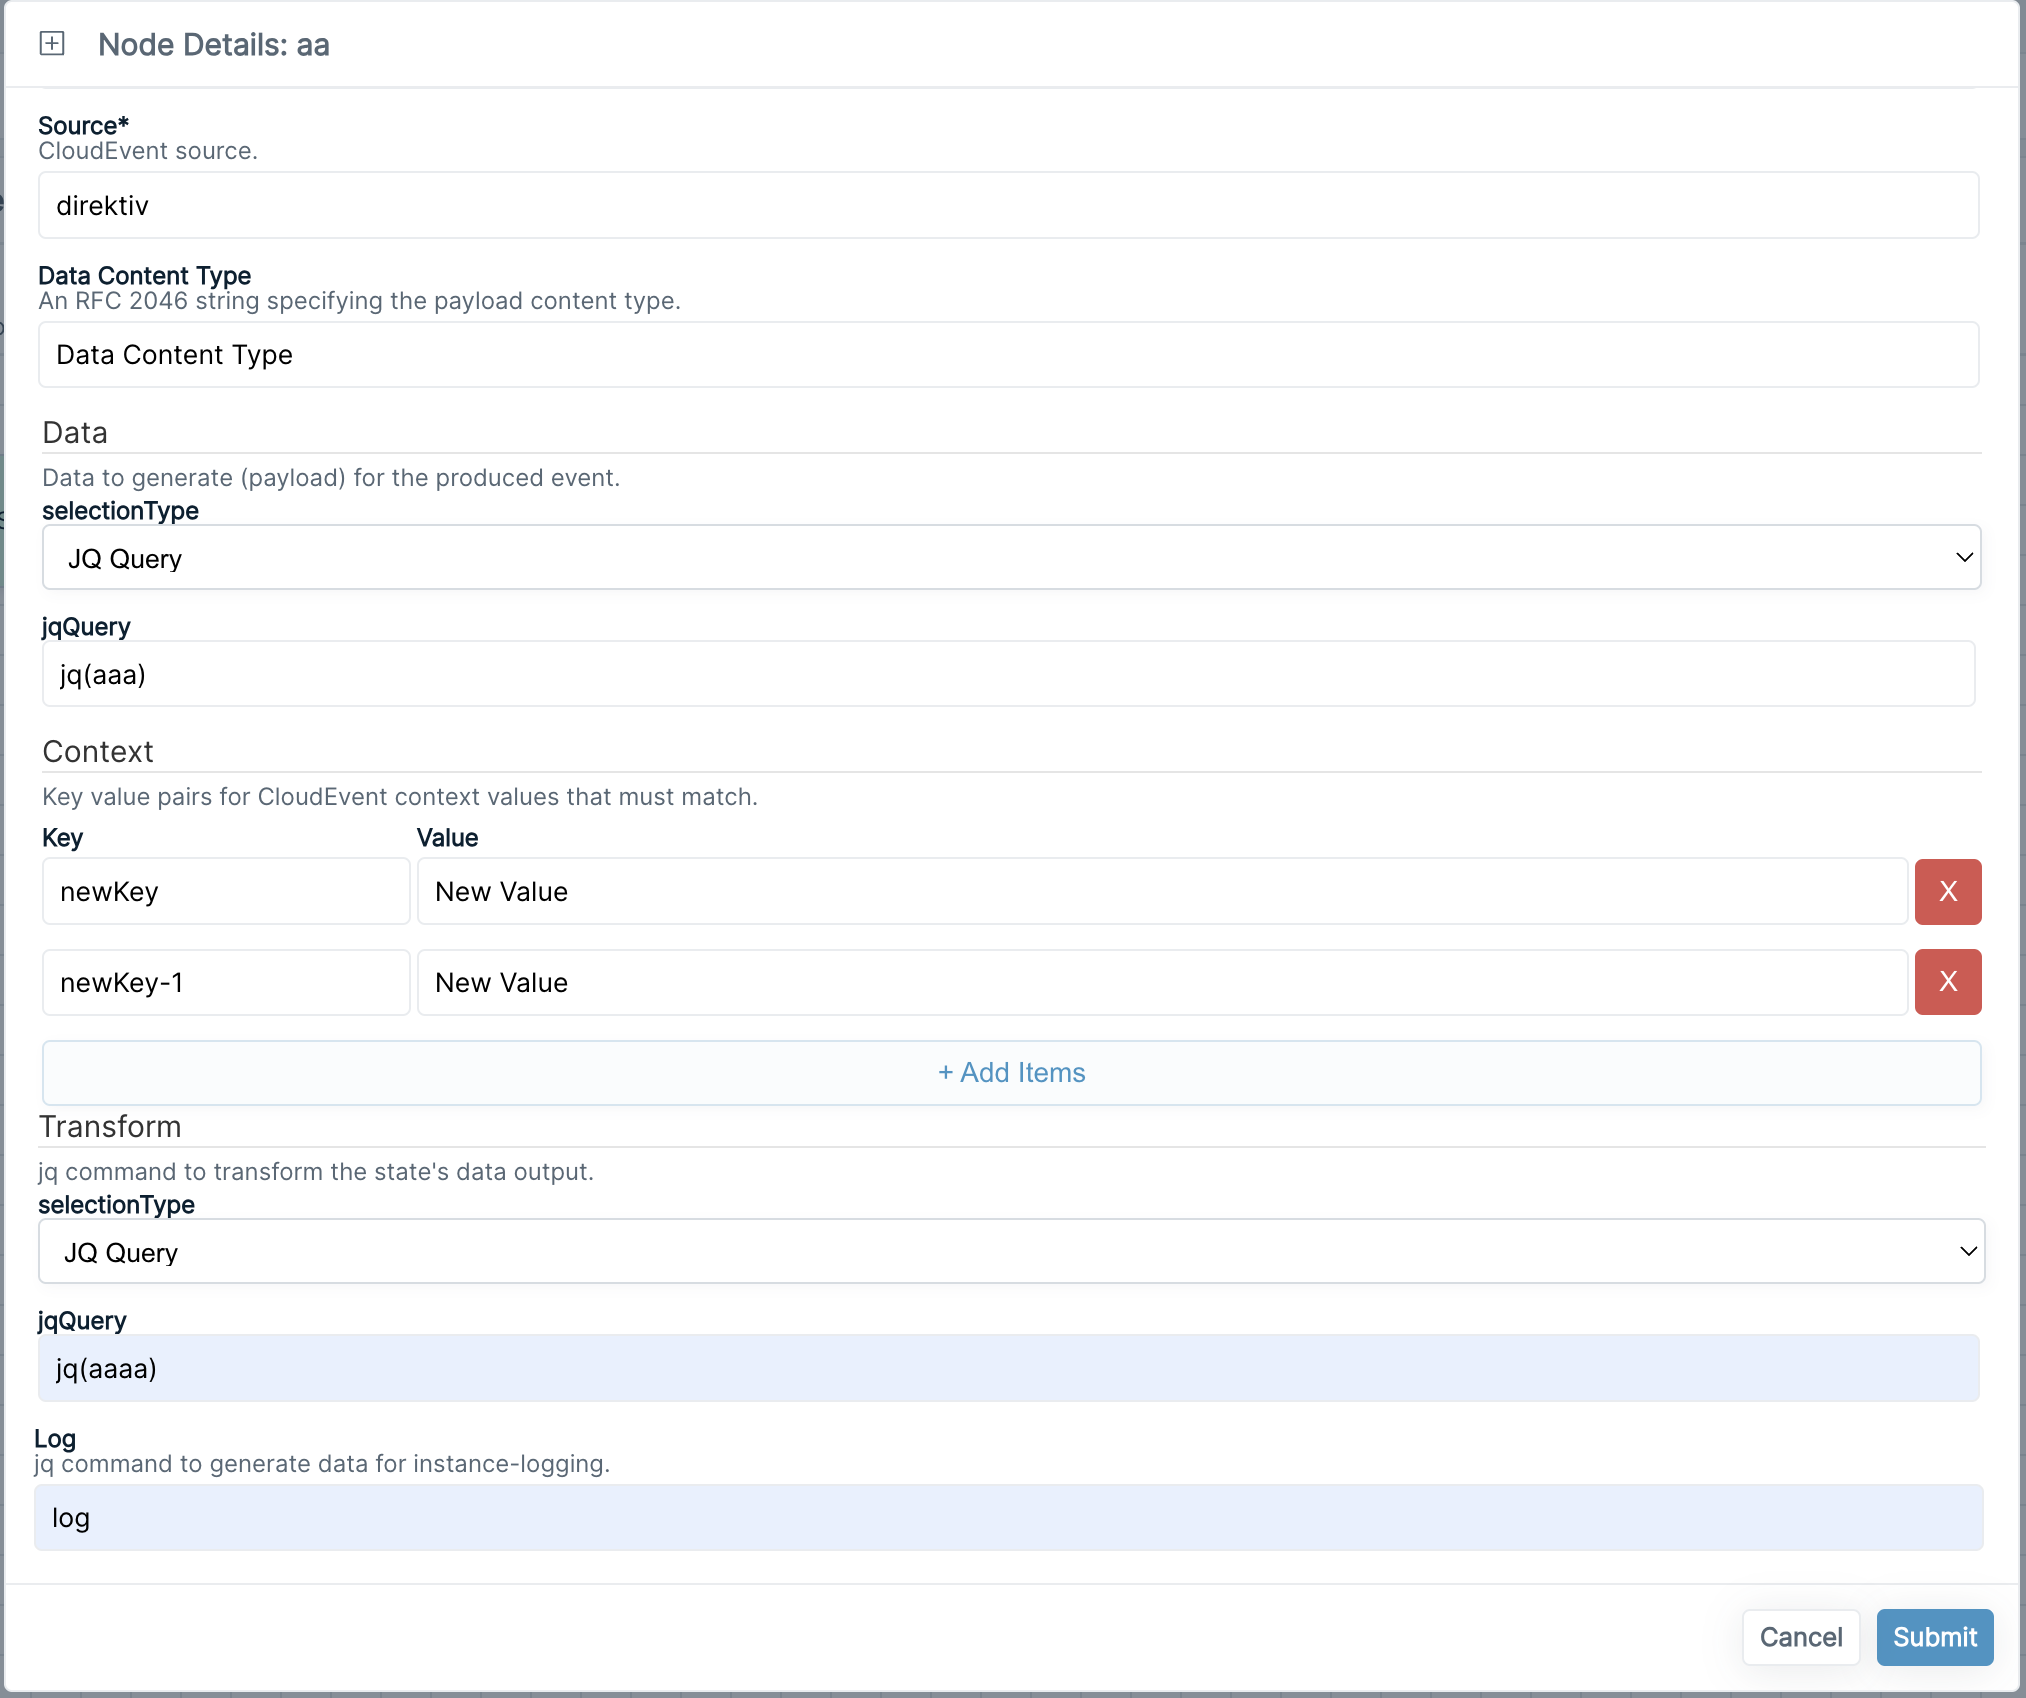 Node Details: aa
Source*
CloudEvent source.
direktiv
Data Content Type
An RFC 2046 string specifying the payload content type.
Data Content Type
Data
Data to generate (payload) for the produced event.
selectionType
JQ Query
jqQuery
jq(aaa)
Context
Key value pairs for CloudEvent context values that must match.
Key Value
newKey New Value X
newKey-1 New Value X
+ Add Items
Transform
jq command to transform the state's data output.
selectionType
JQ Query
jqQuery
jq(aaaa)
Log
jq command to generate data for instance-logging.
log
Cancel Submit